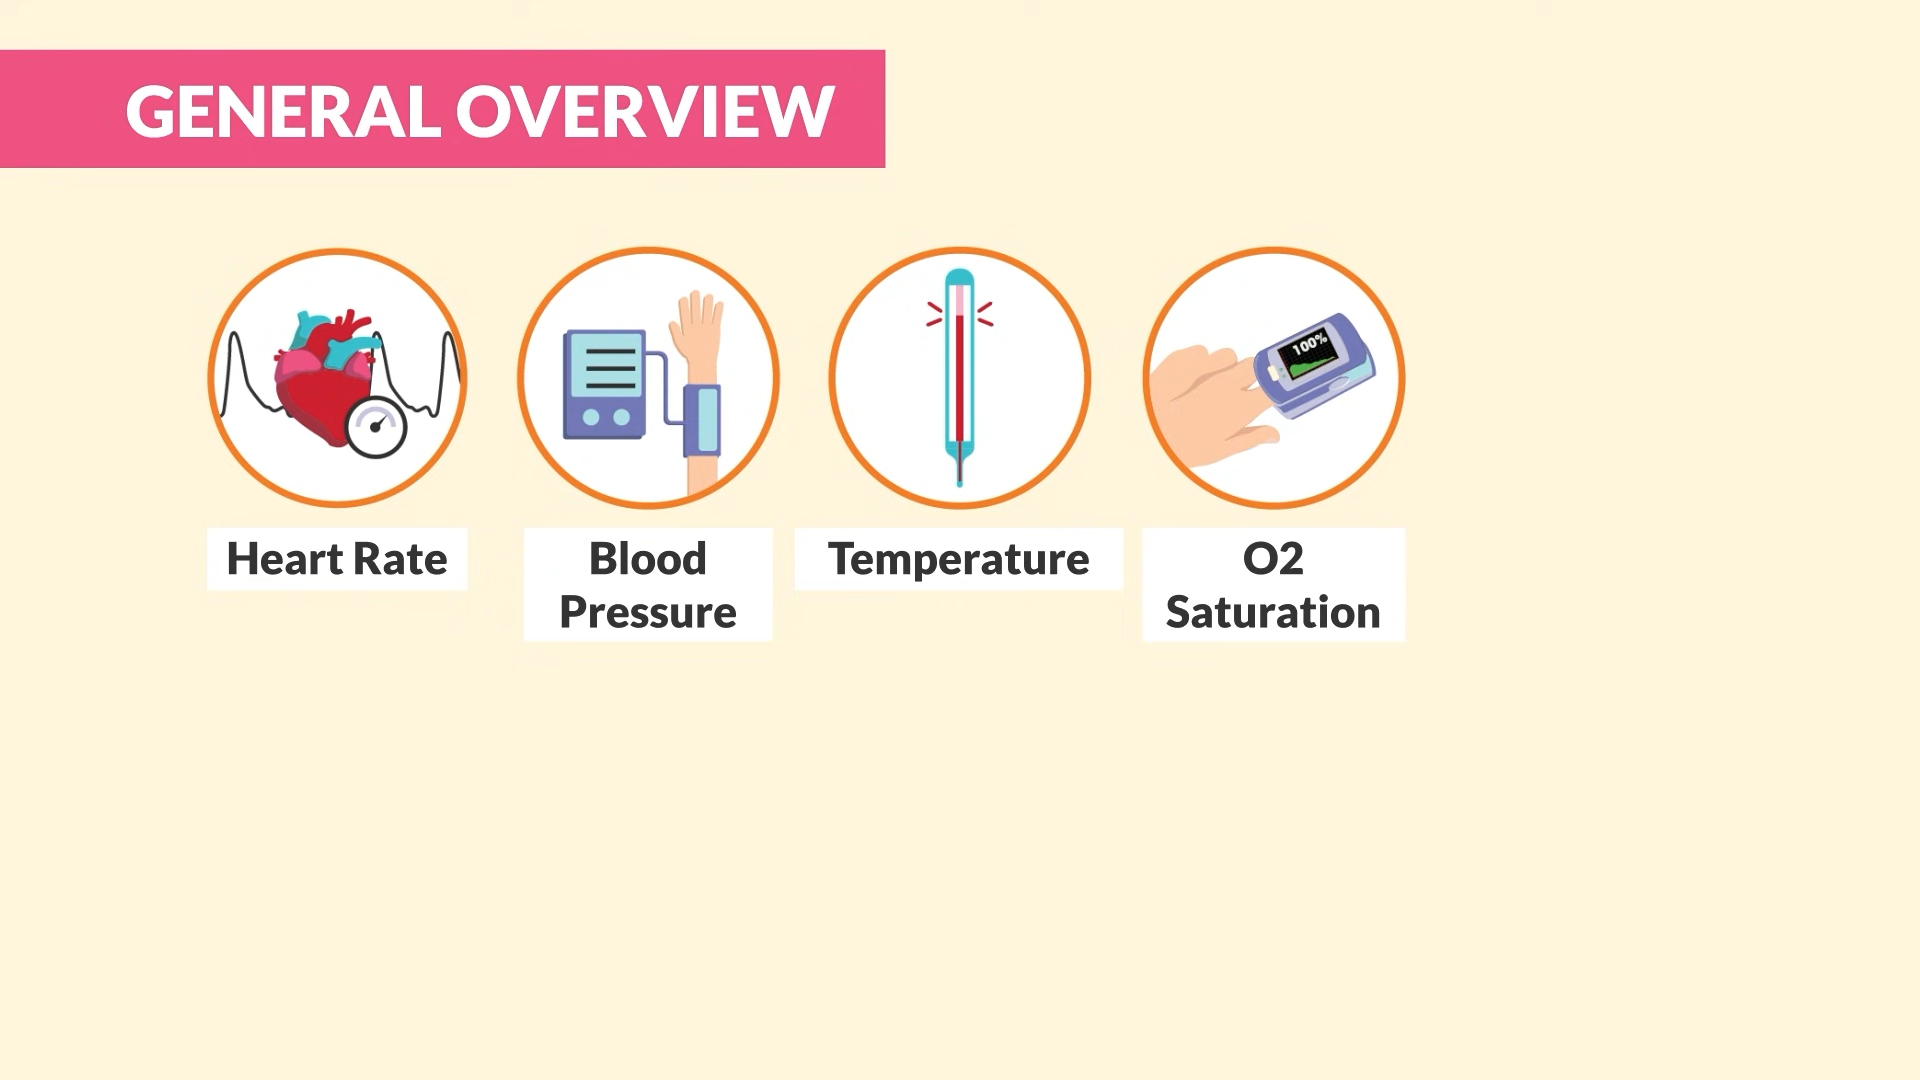 GENERAL OVERVIEW
100%
Heart Rate
Blood
Pressure
Temperature
O2
Saturation